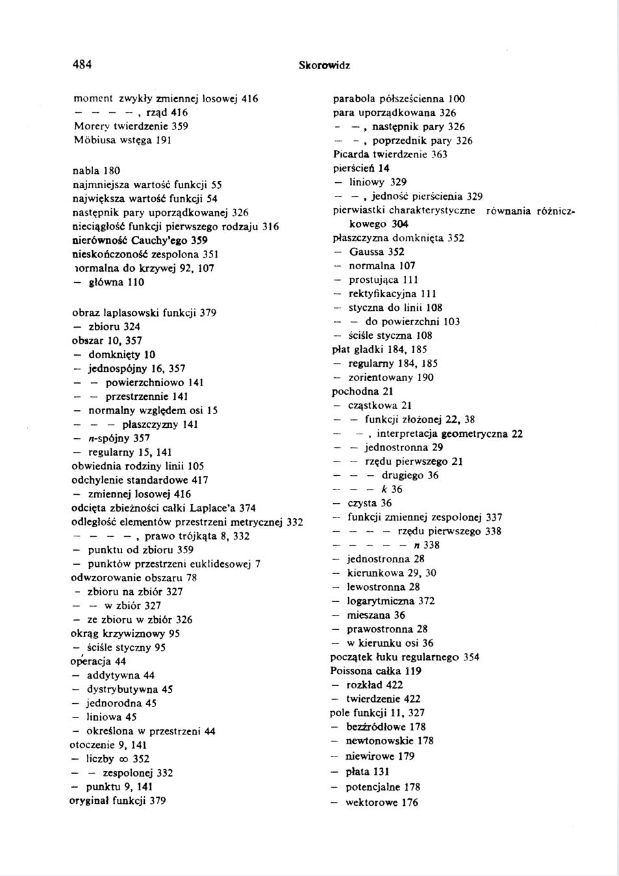 484
Skorowidz
moment zwykły zmiennej losowej 416
— — — — , rząd 416
Morery twierdzenie 359
Möbiusa wstęga 191
nabla 180
najmniejsza wartość funkcji 55
największa wartość funkcji 54
następnik pary uporządkowanej 326
nieciągłość funkcji pierwszego rodzaju 316
nierówność Cauchy'ego 359
nieskończoność zespolona 351
normalna do krzywej 92, 107
— główna 110
obraz laplasowski funkcji 379
— zbioru 324
obszar 10, 357
— domknięty 10
— jednospójny 16, 357
— — powierzchniowo 141
— — przestrzennie 141
— normalny względem osi 15
— — — płaszczyzny 141
— n-spójny 357
— regularny 15, 141
obwiednia rodziny linii 105
odchylenie standardowe 417
— zmiennej losowej 416
odcięta zbieżności całki Laplace'a 374
odległość elementów przestrzeni metrycznej 332
— — — — , prawo trójkąta 8, 332
— punktu od zbioru 359
— punktów przestrzeni euklidesowej 7
odwzorowanie obszaru 78
— zbioru na zbiór 327
— — w zbiór 327
— ze zbioru w zbiór 326
okrąg krzywiznowy 95
— ściśle styczny 95
operacja 44
— addytywna 44
— dystrybutywna 45
— jednorodna 45
— liniowa 45
— określona w przestrzeni 44
otoczenie 9, 141
— liczby ∞ 352
— — zespolonej 332
— punktu 9, 141
oryginał funkcji 379
parabola półsześcienna 100
para uporządkowana 326
— — , następnik pary 326
— — , poprzednik pary 326
Picarda twierdzenie 363
pierścień 14
— liniowy 329
— — , jedność pierścienia 329
pierwiastki charakterystyczne równania różnicz-
kowego 304
płaszczyzna domknięta 352
— Gaussa 352
— normalna 107
— prostująca 111
— rektyfikacyjna 111
— styczna do linii 108
— — do powierzchni 103
— ściśle styczna 108
płat gładki 184, 185
— regularny 184, 185
— zorientowany 190
pochodna 21
— cząstkowa 21
— — funkcji złożonej 22, 38
— — , interpretacja geometryczna 22
— — jednostronna 29
— — rzędu pierwszego 21
— — — drugiego 36
— — — k 36
— czysta 36
— funkcji zmiennej zespolonej 337
— — — — rzędu pierwszego 338
— — — — — n 338
— jednostronna 28
— kierunkowa 29, 30
— lewostronna 28
— logarytmiczna 372
— mieszana 36
— prawostronna 28
— w kierunku osi 36
początek łuku regularnego 354
Poissona całka 119
— rozkład 422
— twierdzenie 422
pole funkcji 11, 327
— bezźródłowe 178
— newtonowskie 178
— niewirowe 179
— płata 131
— potencjalne 178
— wektorowe 176